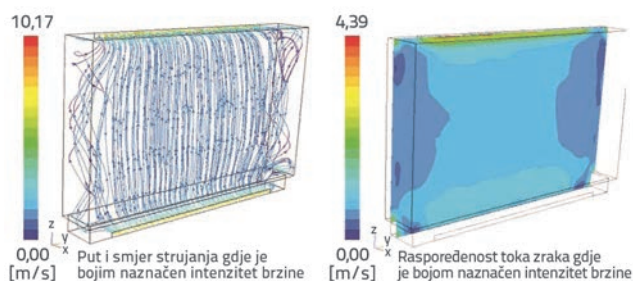 10,17
z
y
x
0,00
[m/s]
Put i smjer strujanja gdje je
bojim naznačen intenzitet brzine
4,39
z
y
x
0,00
[m/s]
Raspoređenost toka zraka gdje
je bojom naznačen intenzitet brzine